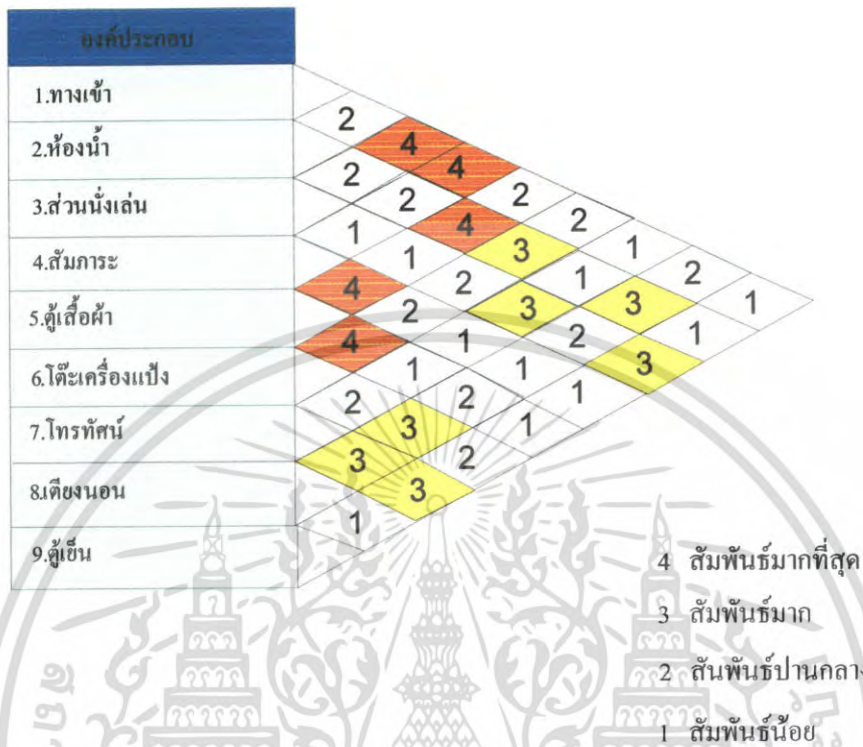 องค์ประกอบ
1.ทางเข้า
2.ห้องน้ำ
3.ส่วนนั่งเล่น
4.สัมภาระ
5.ตู้เสื้อผ้า
6.โต๊ะเครื่องแป้ง
7.โทรทัศน์
8.เตียงนอน
9.ตู้เย็น
2 4 4 2 2 1 2 1
2 2 4 3 1 3 1
1 1 2 3 2 3
4 2 1 1 1
4 1 2 1
2 3 2
3 3
1
4 สัมพันธ์มากที่สุด
3 สัมพันธ์มาก
2 สันพันธ์ปานกลาง
1 สัมพันธ์น้อย